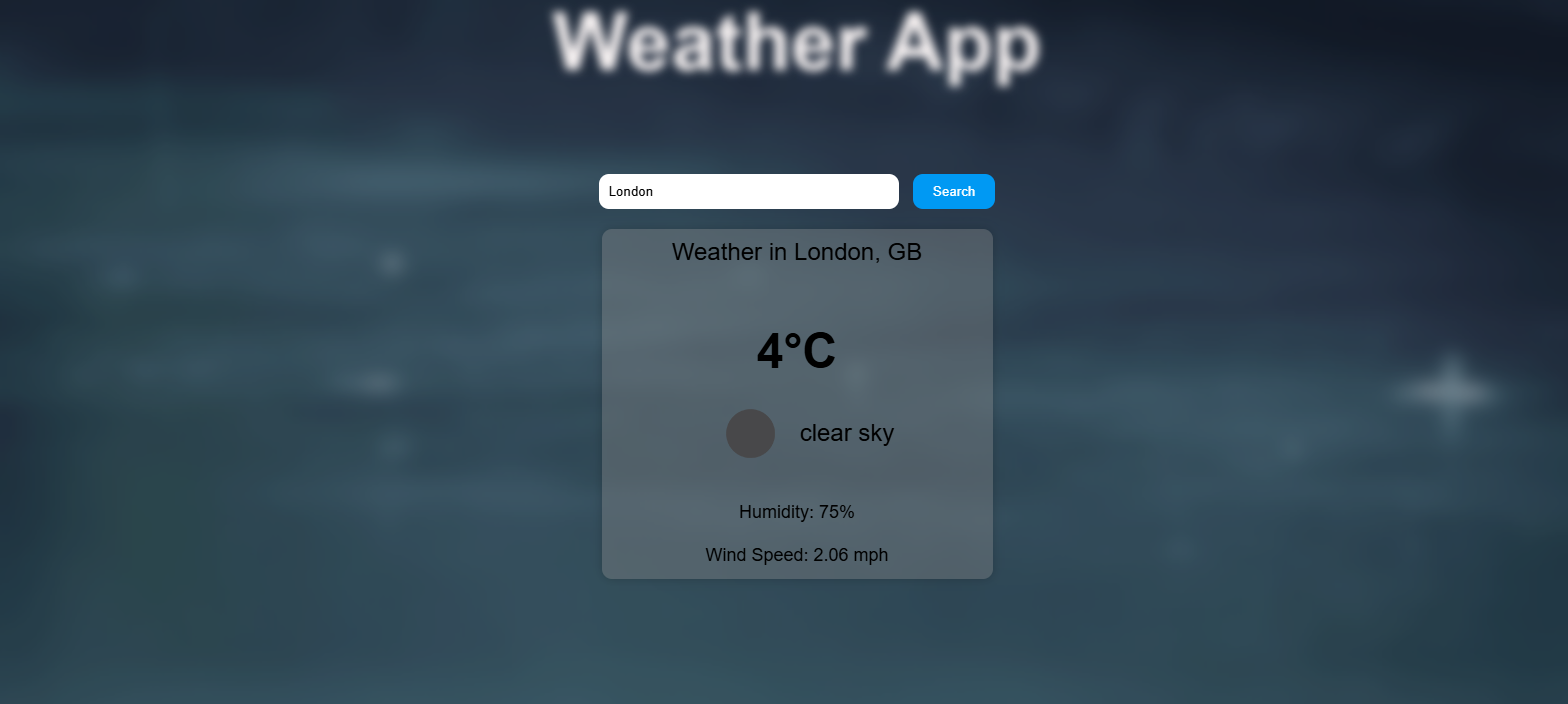 Weather App
London
Search
Weather in London, GB
4°C
clear sky
Humidity: 75%
Wind Speed: 2.06 mph